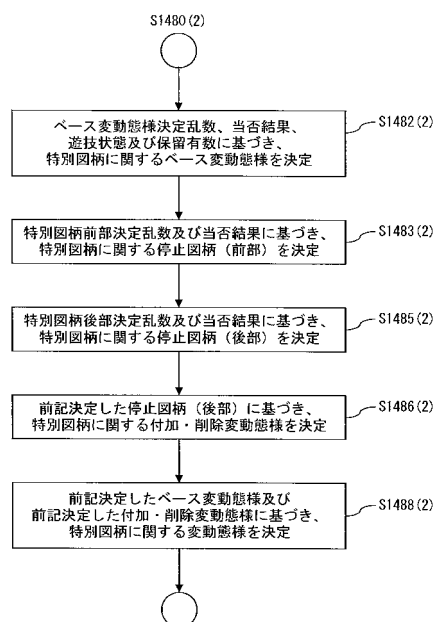 S1480(2)
ベース変動態様決定乱数、当否結果、
遊技状態及び保留有数に基づき、
特別図柄に関するベース変動態様を決定
S1482(2)
特別図柄前部決定乱数及び当否結果に基づき、
特別図柄に関する停止図柄（前部）を決定
S1483(2)
特別図柄後部決定乱数及び当否結果に基づき、
特別図柄に関する停止図柄（後部）を決定
S1485(2)
前記決定した停止図柄（後部）に基づき、
特別図柄に関する付加・削除変動態様を決定
S1486(2)
前記決定したベース変動態様及び
前記決定した付加・削除変動態様に基づき、
特別図柄に関する変動態様を決定
S1488(2)